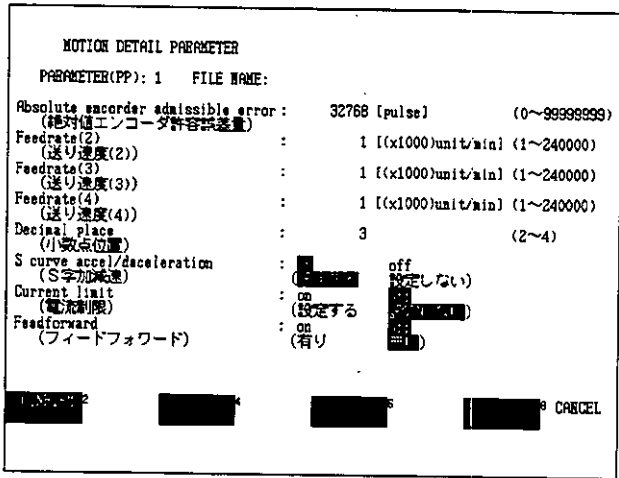 MOTION DETAIL PARAMETER
PARAMETER(PP): 1 FILE NAME:
Absolute encorder admissible error : 32768 [pulse] (0~99999999)
(絶対値エンコーダ許容誤差量)
Feedrate(2) : 1 [(x1000)unit/min] (1~240000)
(送り速度(2))
Feedrate(3) : 1 [(x1000)unit/min] (1~240000)
(送り速度(3))
Feedrate(4) : 1 [(x1000)unit/min] (1~240000)
(送り速度(4))
Decimal place : 3 (2~4)
(小数点位置)
S curve accel/deceleration : off
(S字加減速) ( 設定しない)
Current limit : on
(電流制限) (設定する )
Feedforward : on
(フィードフォワード) (有り )
2 4 6 8 CANCEL